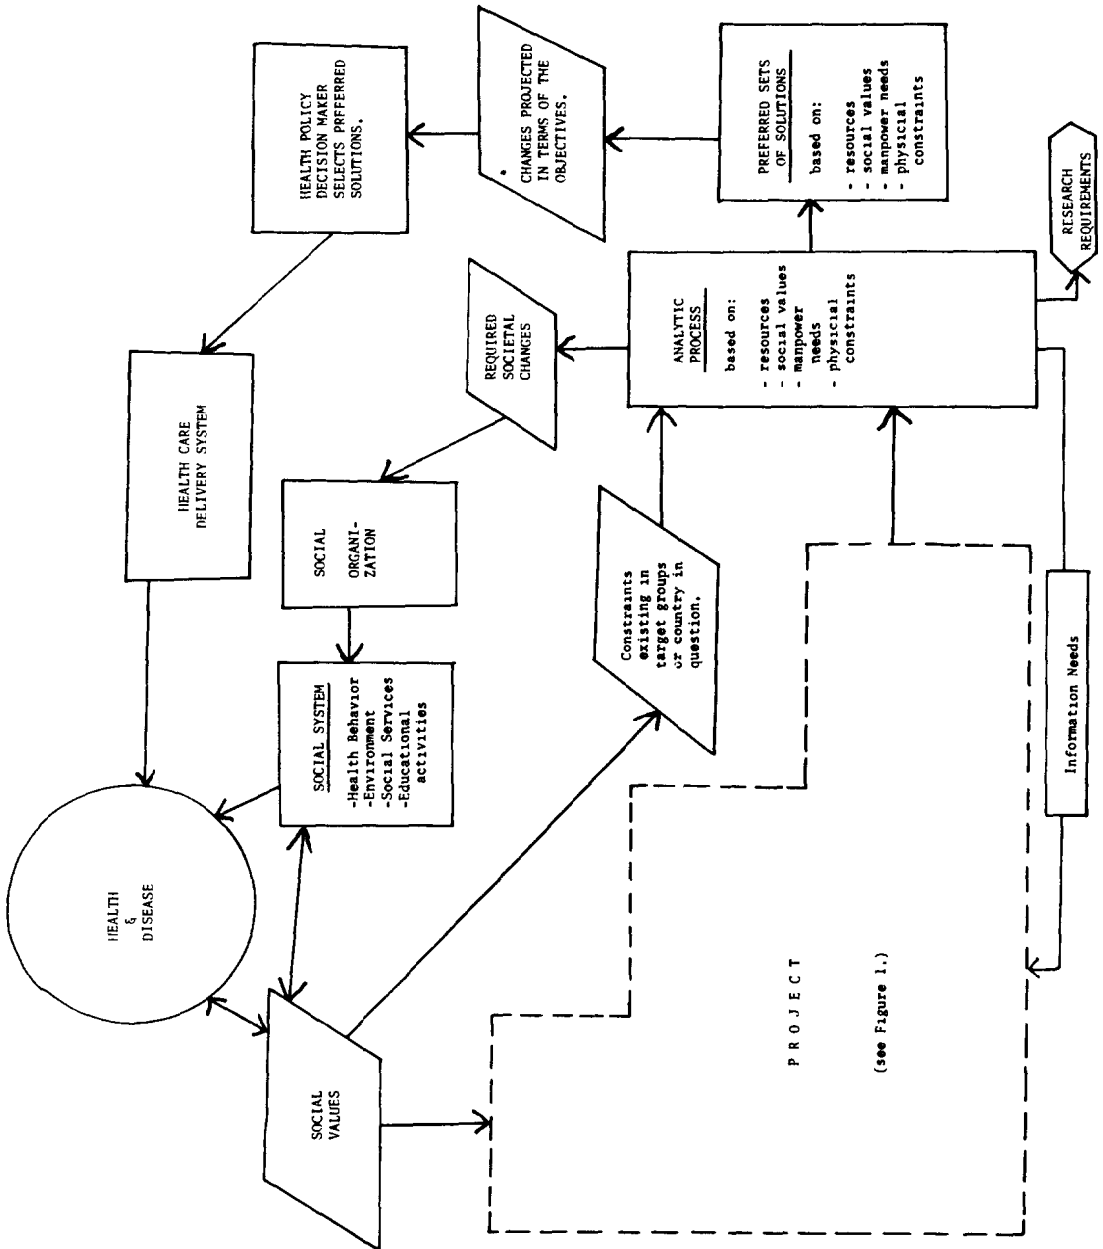 HEALTH
&
DISEASE
SOCIAL
VALUES
HEALTH CARE
DELIVERY SYSTEM
HEALTH POLICY
DECISION MAKER
SELECTS PREFERRED
SOLUTIONS.
SOCIAL SYSTEM
-Health Behavior
-Environment
-Social Services
-Educational
activities
SOCIAL
ORGANI-
ZATION
REQUIRED
SOCIETAL
CHANGES
CHANGES PROJECTED
IN TERMS OF THE
OBJECTIVES.
Constraints
existing in
target groups
or country in
question.
ANALYTIC
PROCESS
based on:
- resources
- social values
- manpower
needs
- physicial
constraints
PREFERRED SETS
OF SOLUTIONS
based on:
- resources
- social values
- manpower needs
- physicial
constraints
P R O J E C T
(see Figure 1.)
Information Needs
RESEARCH
REQUIREMENTS